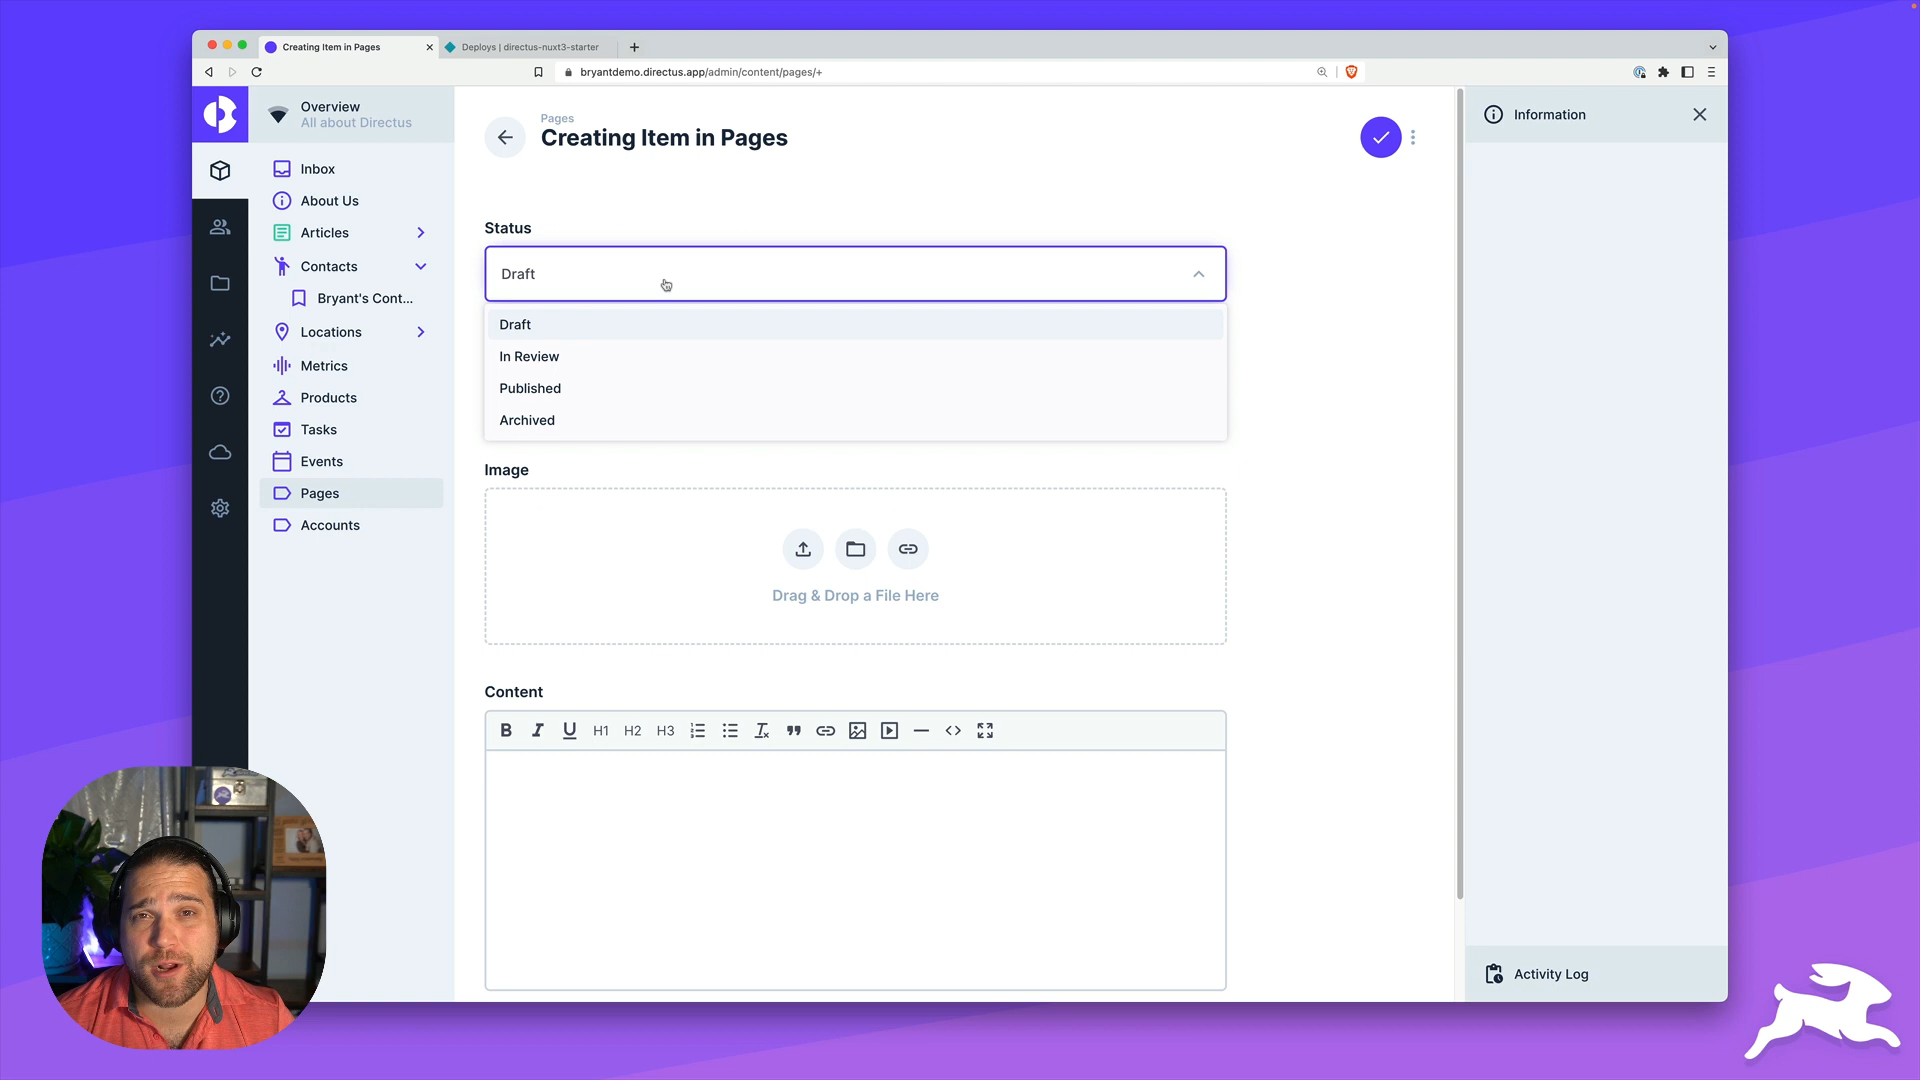 Creating Item in Pages
Deploys | directus-nuxt3-starter
bryantdemo.directus.app/admin/content/pages/+
Overview
All about Directus
Inbox
About Us
Articles
Contacts
Bryant's Cont...
Locations
Metrics
Products
Tasks
Events
Pages
Accounts
Pages
Creating Item in Pages
Status
Draft
Draft
In Review
Published
Archived
Image
Drag & Drop a File Here
Content
B I U H1 H2 H3
Information
Activity Log